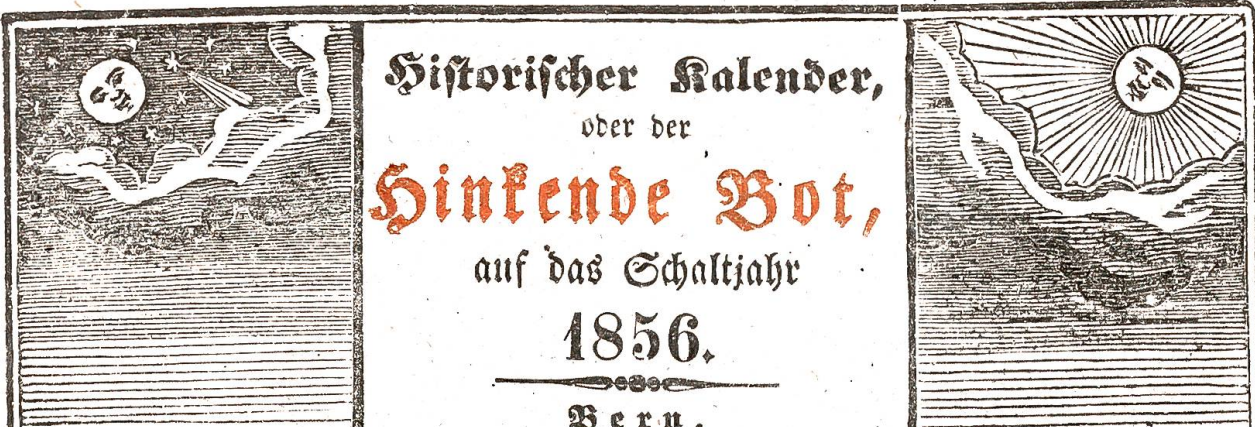 Historischer Kalender,
oder der
Hinkende Bot,
auf das Schaltjahr
1856.
Bern.